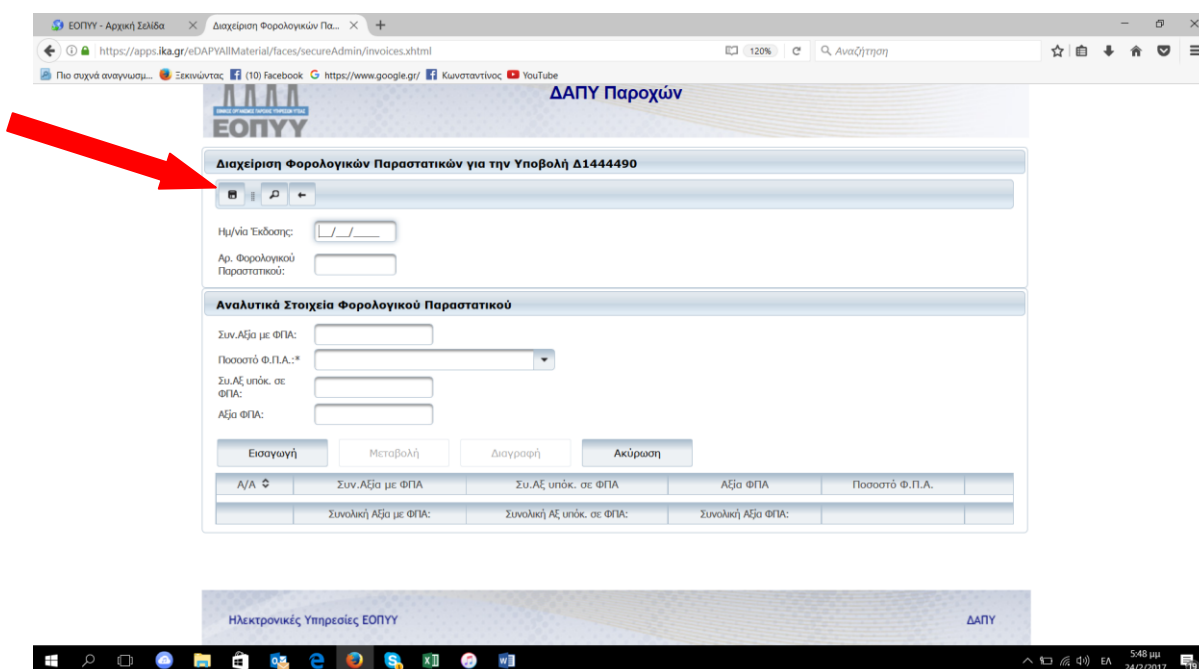 ΕΟΠΥΥ - Αρχική Σελίδα
Διαχείριση Φορολογικών Πα...
https://apps.ika.gr/eDAPYAllMaterial/faces/secureAdmin/invoices.xhtml
120%
Αναζήτηση
Πιο συχνά αναγνωσμ... Ξεκινώντας (10) Facebook https://www.google.gr/ Κωνσταντίνος YouTube
ΕΟΠΥΥ
ΔΑΠΥ Παροχών
Διαχείριση Φορολογικών Παραστατικών για την Υποβολή Δ1444490
Ημ/νία Έκδοσης: __/__/____
Αρ. Φορολογικού
Παραστατικού:
Αναλυτικά Στοιχεία Φορολογικού Παραστατικού
Συν.Αξία με ΦΠΑ:
Ποσοστό Φ.Π.Α.:*
Συ.Αξ υπόκ. σε
ΦΠΑ:
Αξία ΦΠΑ:
Εισαγωγή Μεταβολή Διαγραφή Ακύρωση
Α/Α Συν.Αξία με ΦΠΑ Συ.Αξ υπόκ. σε ΦΠΑ Αξία ΦΠΑ Ποσοστό Φ.Π.Α.
Συνολική Αξία με ΦΠΑ: Συνολική Αξ υπόκ. σε ΦΠΑ: Συνολική Αξία ΦΠΑ:
Ηλεκτρονικές Υπηρεσίες ΕΟΠΥΥ ΔΑΠΥ
ΕΛ
5:48 μμ
24/2/2017